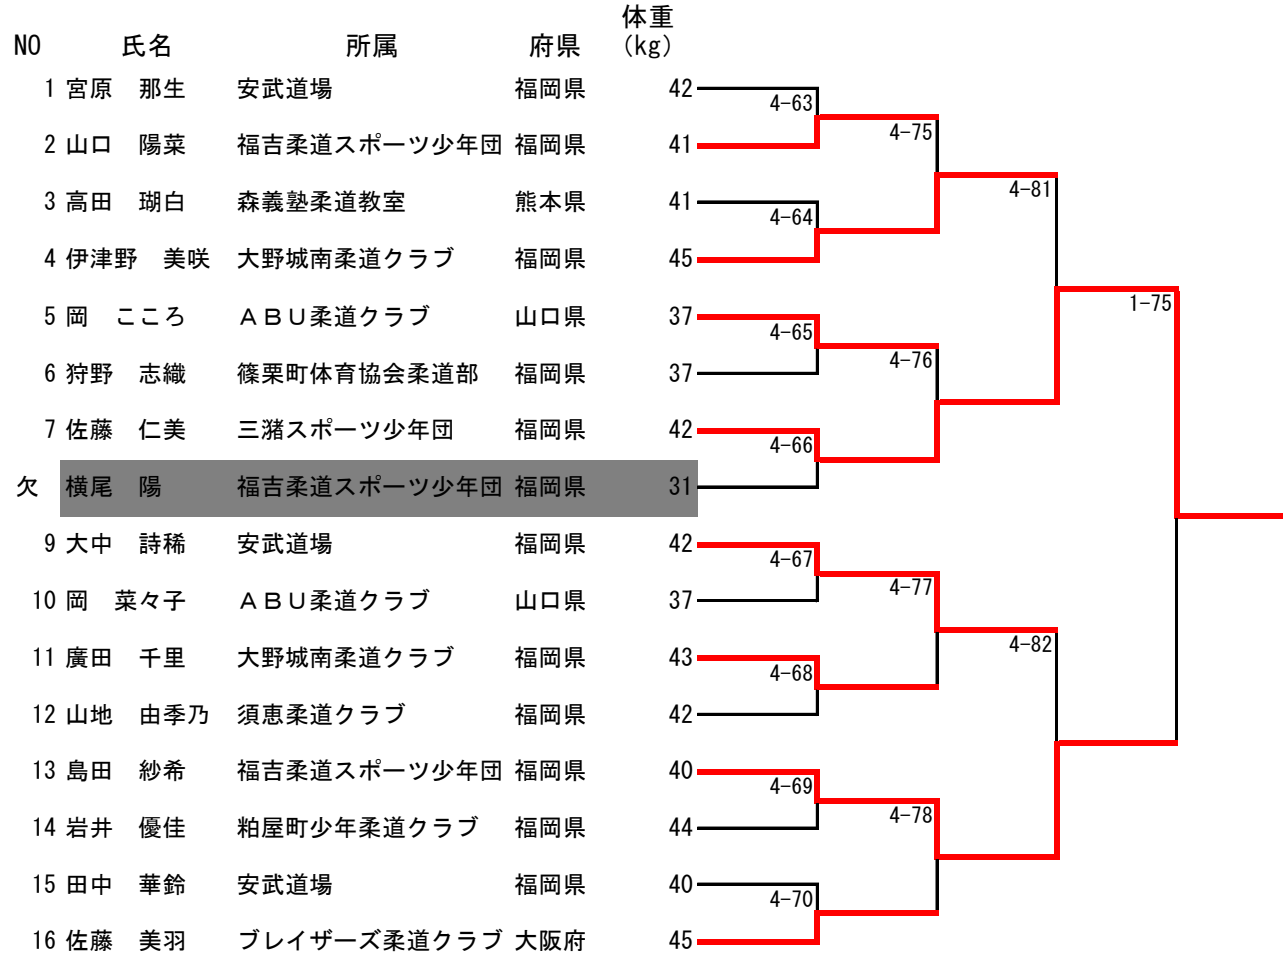 体重
NO 氏名 所属 府県 (kg)
1 宮原 那生 安武道場 福岡県 42
4-63
2 山口 陽菜 福吉柔道スポーツ少年団 福岡県 41
4-75
3 高田 瑚白 森義塾柔道教室 熊本県 41
4-81
4-64
4 伊津野 美咲 大野城南柔道クラブ 福岡県 45
5 岡 こころ ABU柔道クラブ 山口県 37
1-75
4-65
6 狩野 志織 篠栗町体育協会柔道部 福岡県 37
4-76
7 佐藤 仁美 三潴スポーツ少年団 福岡県 42
4-66
欠 横尾 陽 福吉柔道スポーツ少年団 福岡県 31
9 大中 詩稀 安武道場 福岡県 42
4-67
10 岡 菜々子 ABU柔道クラブ 山口県 37
4-77
11 廣田 千里 大野城南柔道クラブ 福岡県 43
4-82
4-68
12 山地 由季乃 須恵柔道クラブ 福岡県 42
13 島田 紗希 福吉柔道スポーツ少年団 福岡県 40
4-69
14 岩井 優佳 粕屋町少年柔道クラブ 福岡県 44
4-78
15 田中 華鈴 安武道場 福岡県 40
4-70
16 佐藤 美羽 ブレイザーズ柔道クラブ 大阪府 45